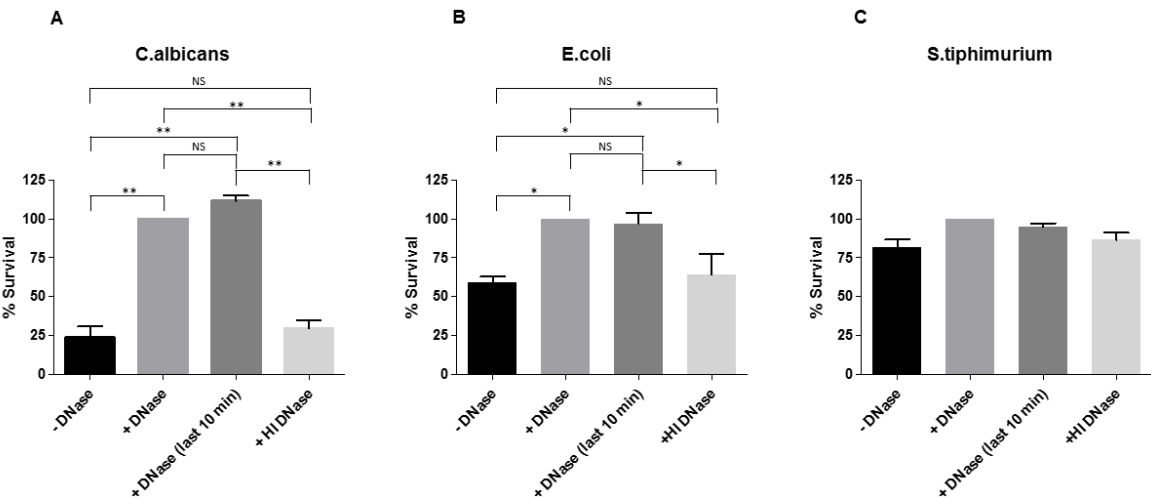 A
C.albicans
NS
**
**
NS
**
**
125
100
75
50
25
0
% Survival
- DNase
+ DNase
+ DNase (last 10 min)
+ HI DNase
B
E.coli
NS
*
*
NS
*
*
125
100
75
50
25
0
% Survival
- DNase
+ DNase
+ DNase (last 10 min)
+HI DNase
C
S.tiphimurium
125
100
75
50
25
0
% Survival
- DNase
+ DNase
+ DNase (last 10 min)
+HI DNase